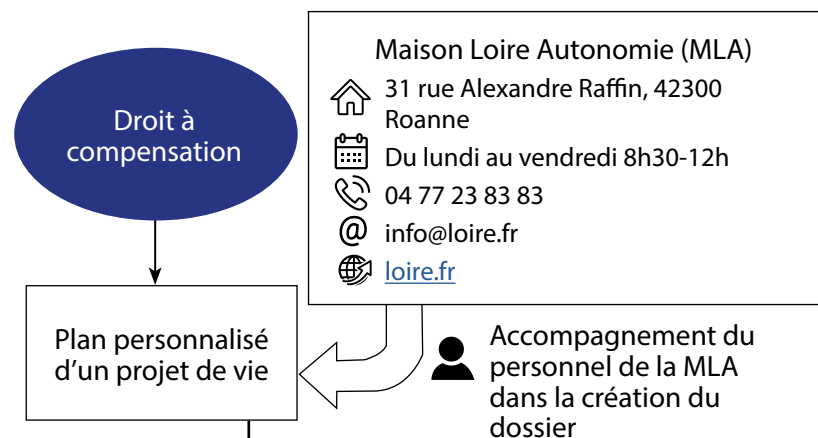 Droit à
compensation
Maison Loire Autonomie (MLA)
31 rue Alexandre Raffin, 42300
Roanne
Du lundi au vendredi 8h30-12h
04 77 23 83 83
@ info@loire.fr
loire.fr
Plan personnalisé
d'un projet de vie
Accompagnement du
personnel de la MLA
dans la création du
dossier